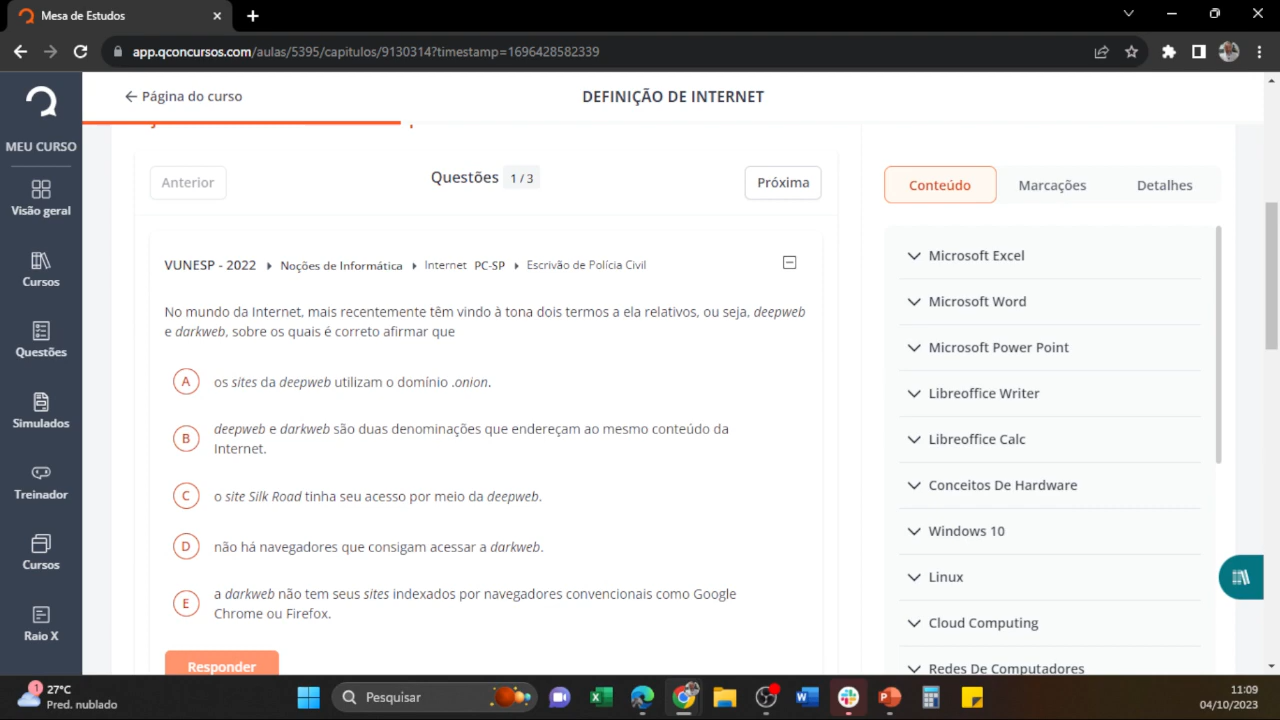 Mesa de Estudos
app.qconcursos.com/aulas/5395/capitulos/9130314?timestamp=1696428582339
Página do curso
DEFINIÇÃO DE INTERNET
MEU CURSO
Visão geral
Cursos
Questões
Simulados
Treinador
Cursos
Raio X
Anterior
Questões 1 / 3
Próxima
VUNESP - 2022 Noções de Informática Internet PC-SP Escrivão de Polícia Civil
No mundo da Internet, mais recentemente têm vindo à tona dois termos a ela relativos, ou seja, deepweb
e darkweb, sobre os quais é correto afirmar que
A os sites da deepweb utilizam o domínio .onion.
B deepweb e darkweb são duas denominações que endereçam ao mesmo conteúdo da
Internet.
C o site Silk Road tinha seu acesso por meio da deepweb.
D não há navegadores que consigam acessar a darkweb.
E a darkweb não tem seus sites indexados por navegadores convencionais como Google
Chrome ou Firefox.
Responder
Conteúdo Marcações Detalhes
Microsoft Excel
Microsoft Word
Microsoft Power Point
Libreoffice Writer
Libreoffice Calc
Conceitos De Hardware
Windows 10
Linux
Cloud Computing
Redes De Computadores
1
27°C
Pred. nublado
Pesquisar
11:09
04/10/2023